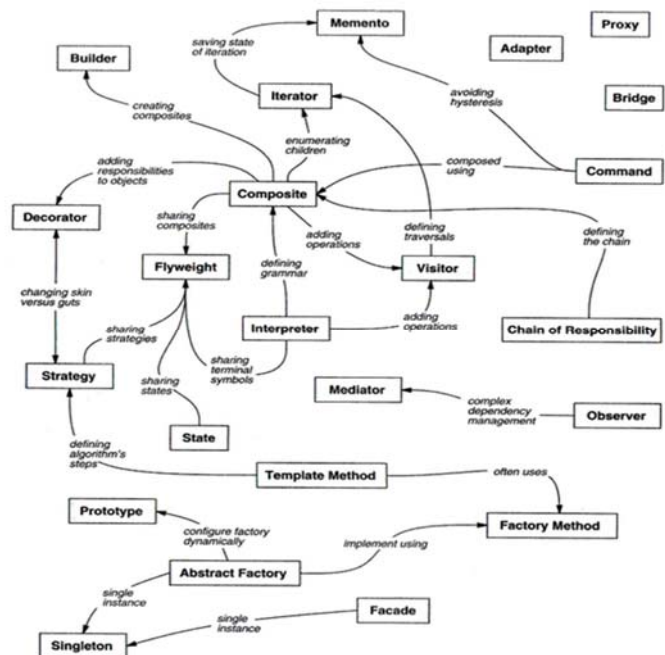 Memento
Proxy
saving state
of iteration
Adapter
Builder
Iterator
avoiding
hysteresis
Bridge
creating
composites
enumerating
children
adding
responsibilities
to objects
composed
using
Command
Composite
Decorator
sharing
composites
adding
operations
defining
traversals
defining
the chain
Flyweight
defining
grammar
Visitor
changing skin
versus guts
sharing
strategies
Interpreter
adding
operations
Chain of Responsibility
Strategy
sharing
states
sharing
terminal
symbols
Mediator
complex
dependency
management
Observer
State
defining
algorithm's
steps
Template Method
often uses
Prototype
configure factory
dynamically
Factory Method
implement using
Abstract Factory
single
instance
Facade
single
instance
Singleton